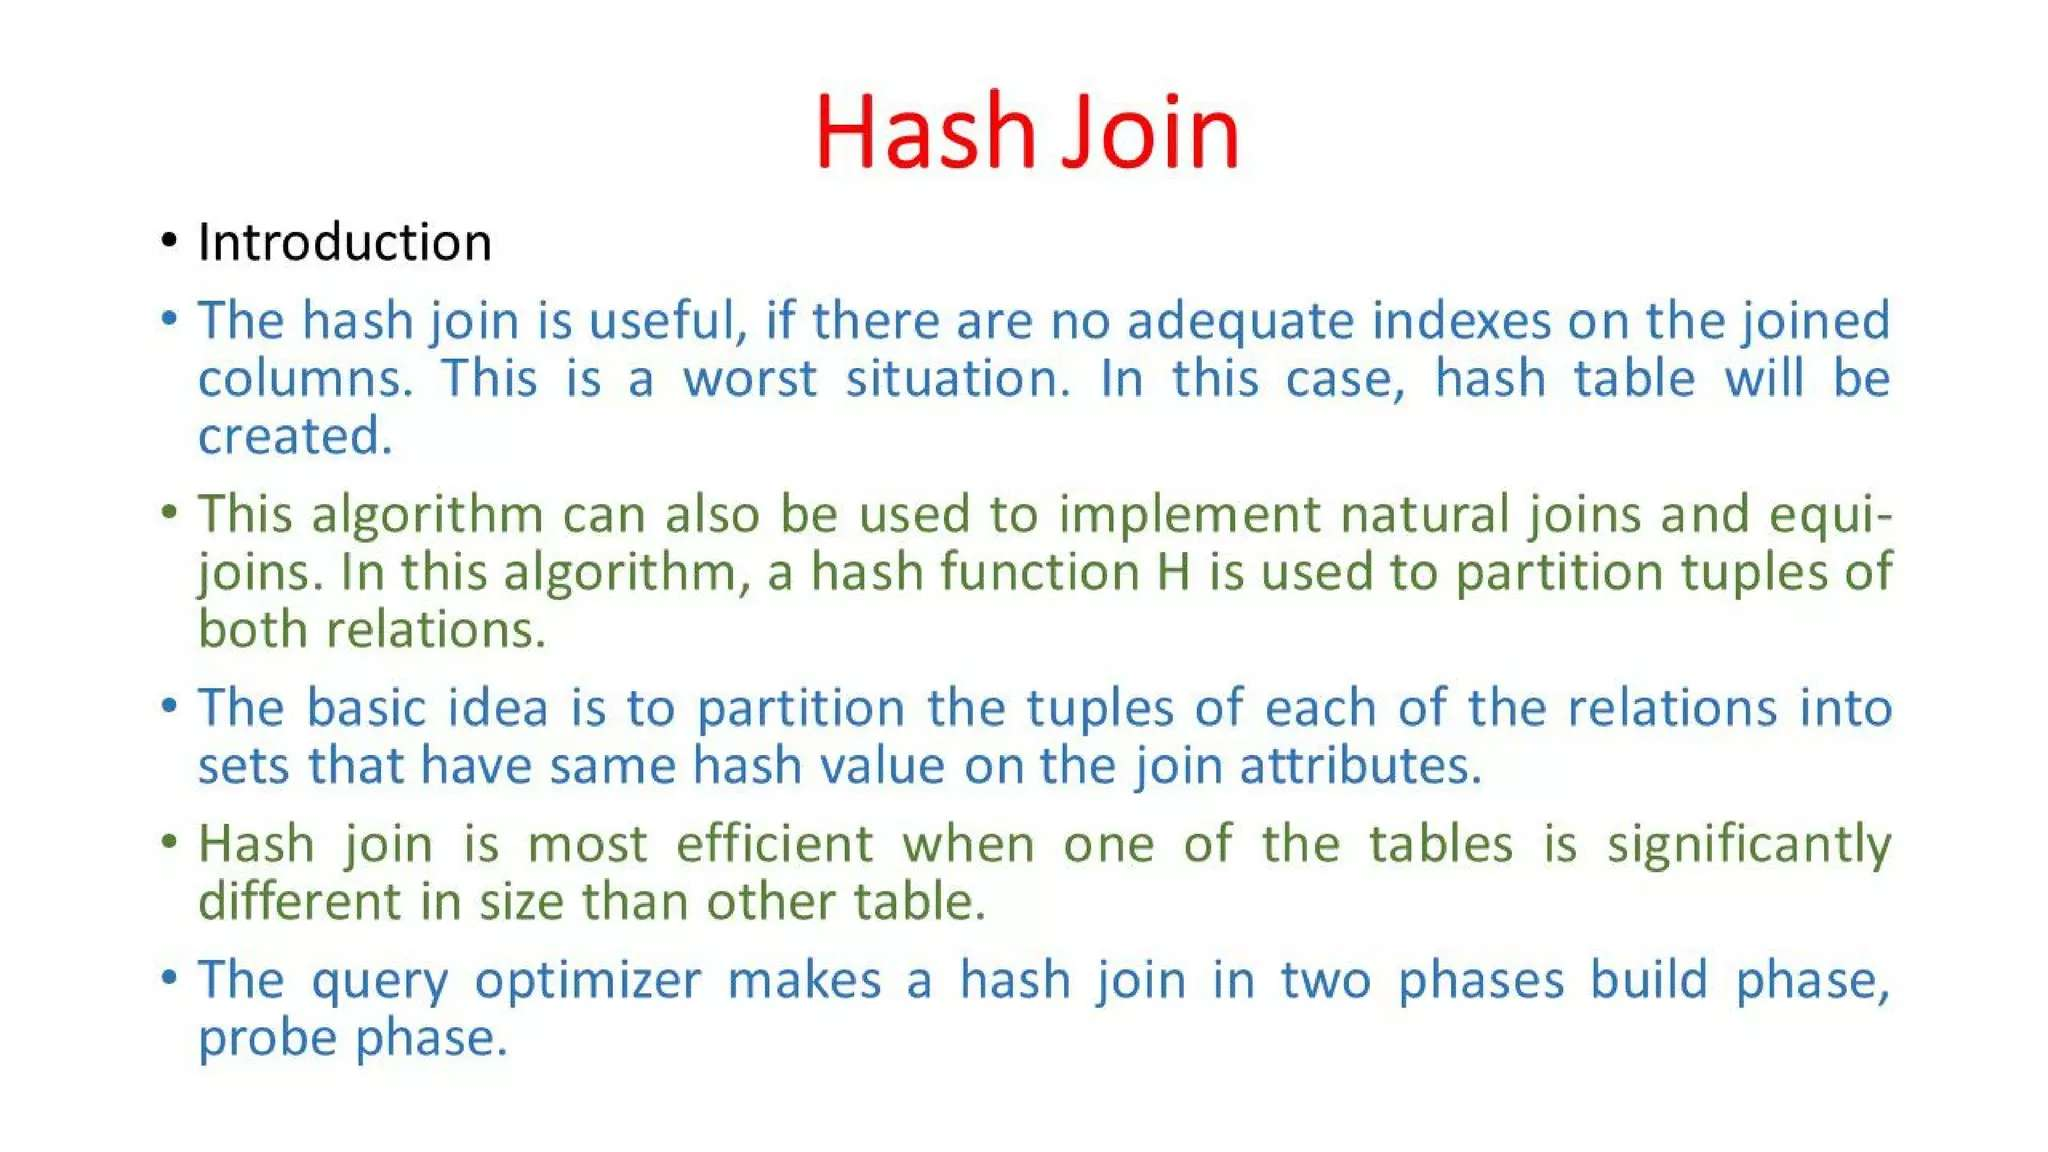 Hash Join
• Introduction
• The hash join is useful, if there are no adequate indexes on the joined
columns. This is a worst situation. In this case, hash table will be
created.
• This algorithm can also be used to implement natural joins and equi-
joins. In this algorithm, a hash function H is used to partition tuples of
both relations.
• The basic idea is to partition the tuples of each of the relations into
sets that have same hash value on the join attributes.
• Hash join is most efficient when one of the tables is significantly
different in size than other table.
• The query optimizer makes a hash join in two phases build phase,
probe phase.